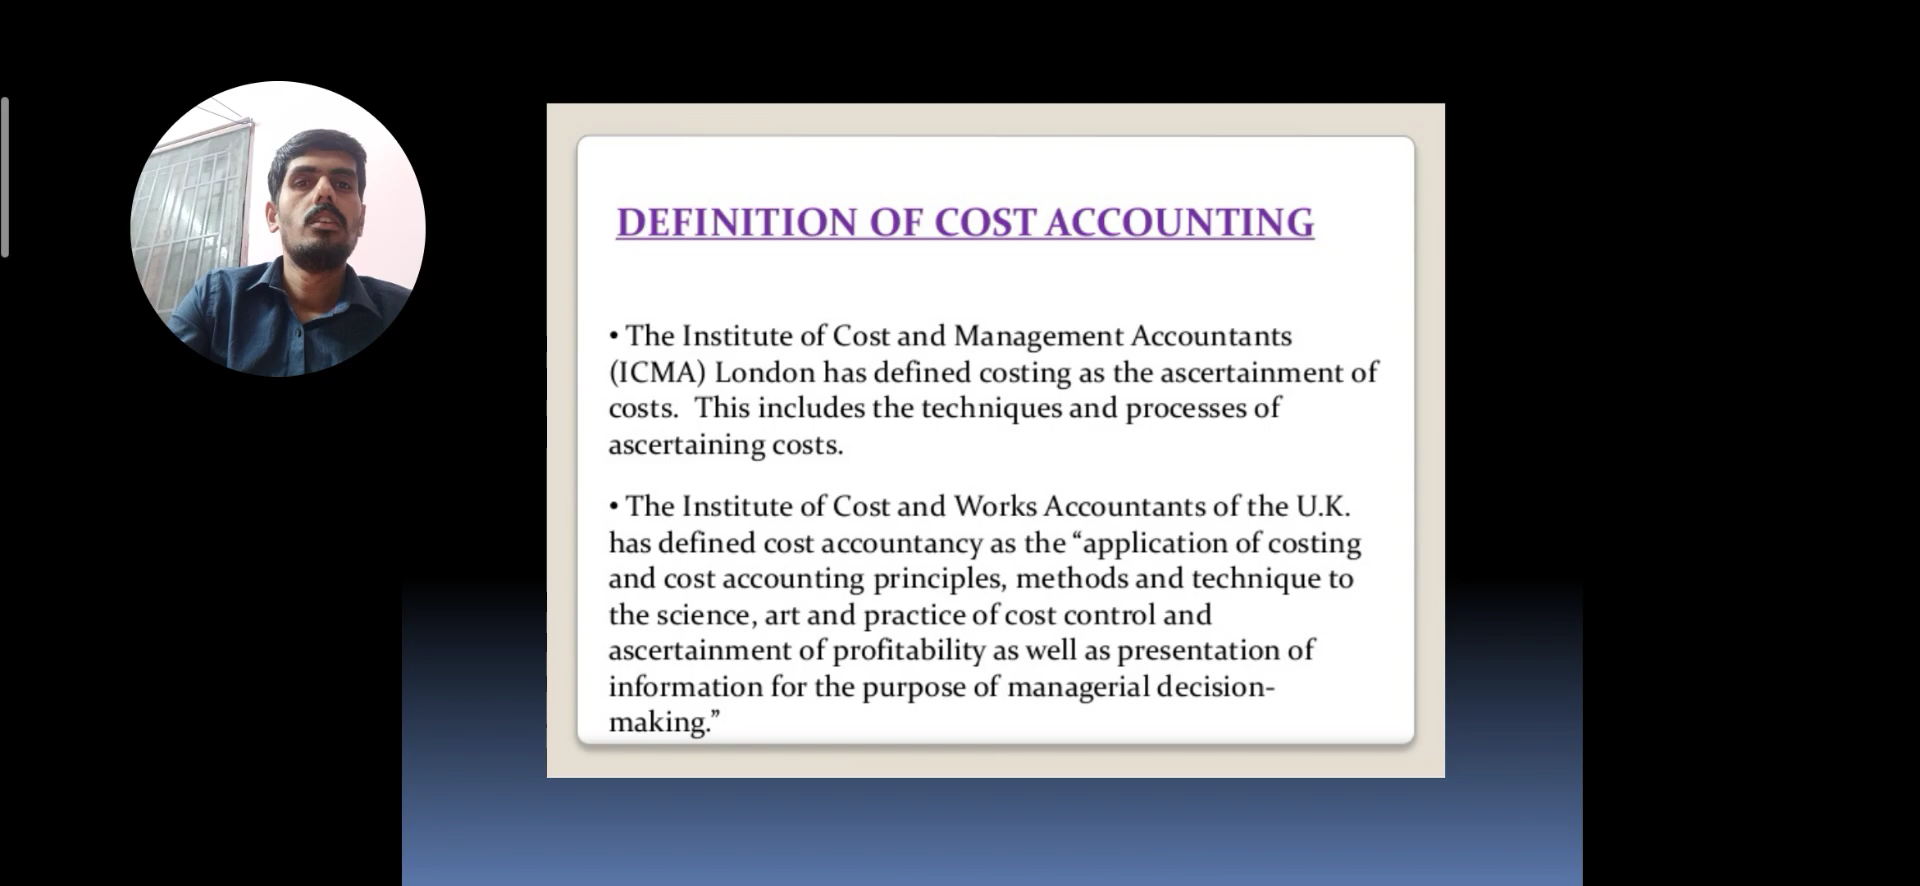 DEFINITION OF COST ACCOUNTING
• The Institute of Cost and Management Accountants
(ICMA) London has defined costing as the ascertainment of
costs.  This includes the techniques and processes of
ascertaining costs.
• The Institute of Cost and Works Accountants of the U.K.
has defined cost accountancy as the “application of costing
and cost accounting principles, methods and technique to
the science, art and practice of cost control and
ascertainment of profitability as well as presentation of
information for the purpose of managerial decision-
making.”